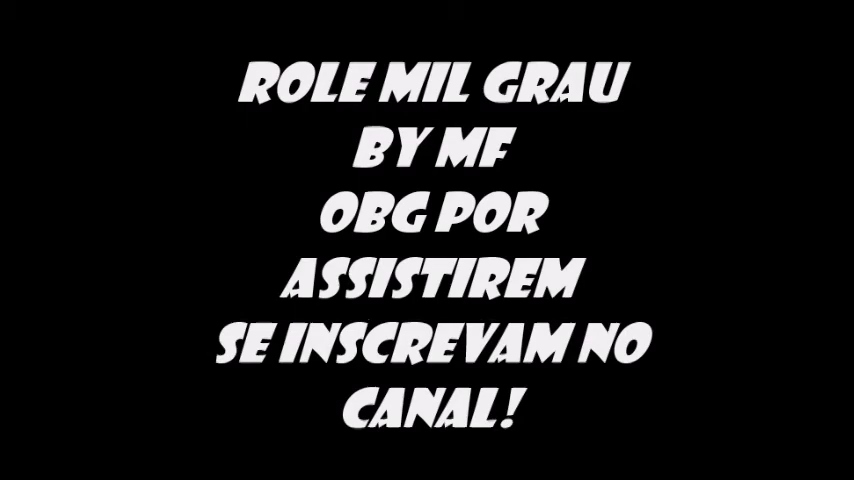 ROLE MIL GRAU
BY MF
OBG POR
ASSISTIREM
SE INSCREVAM NO
CANAL!